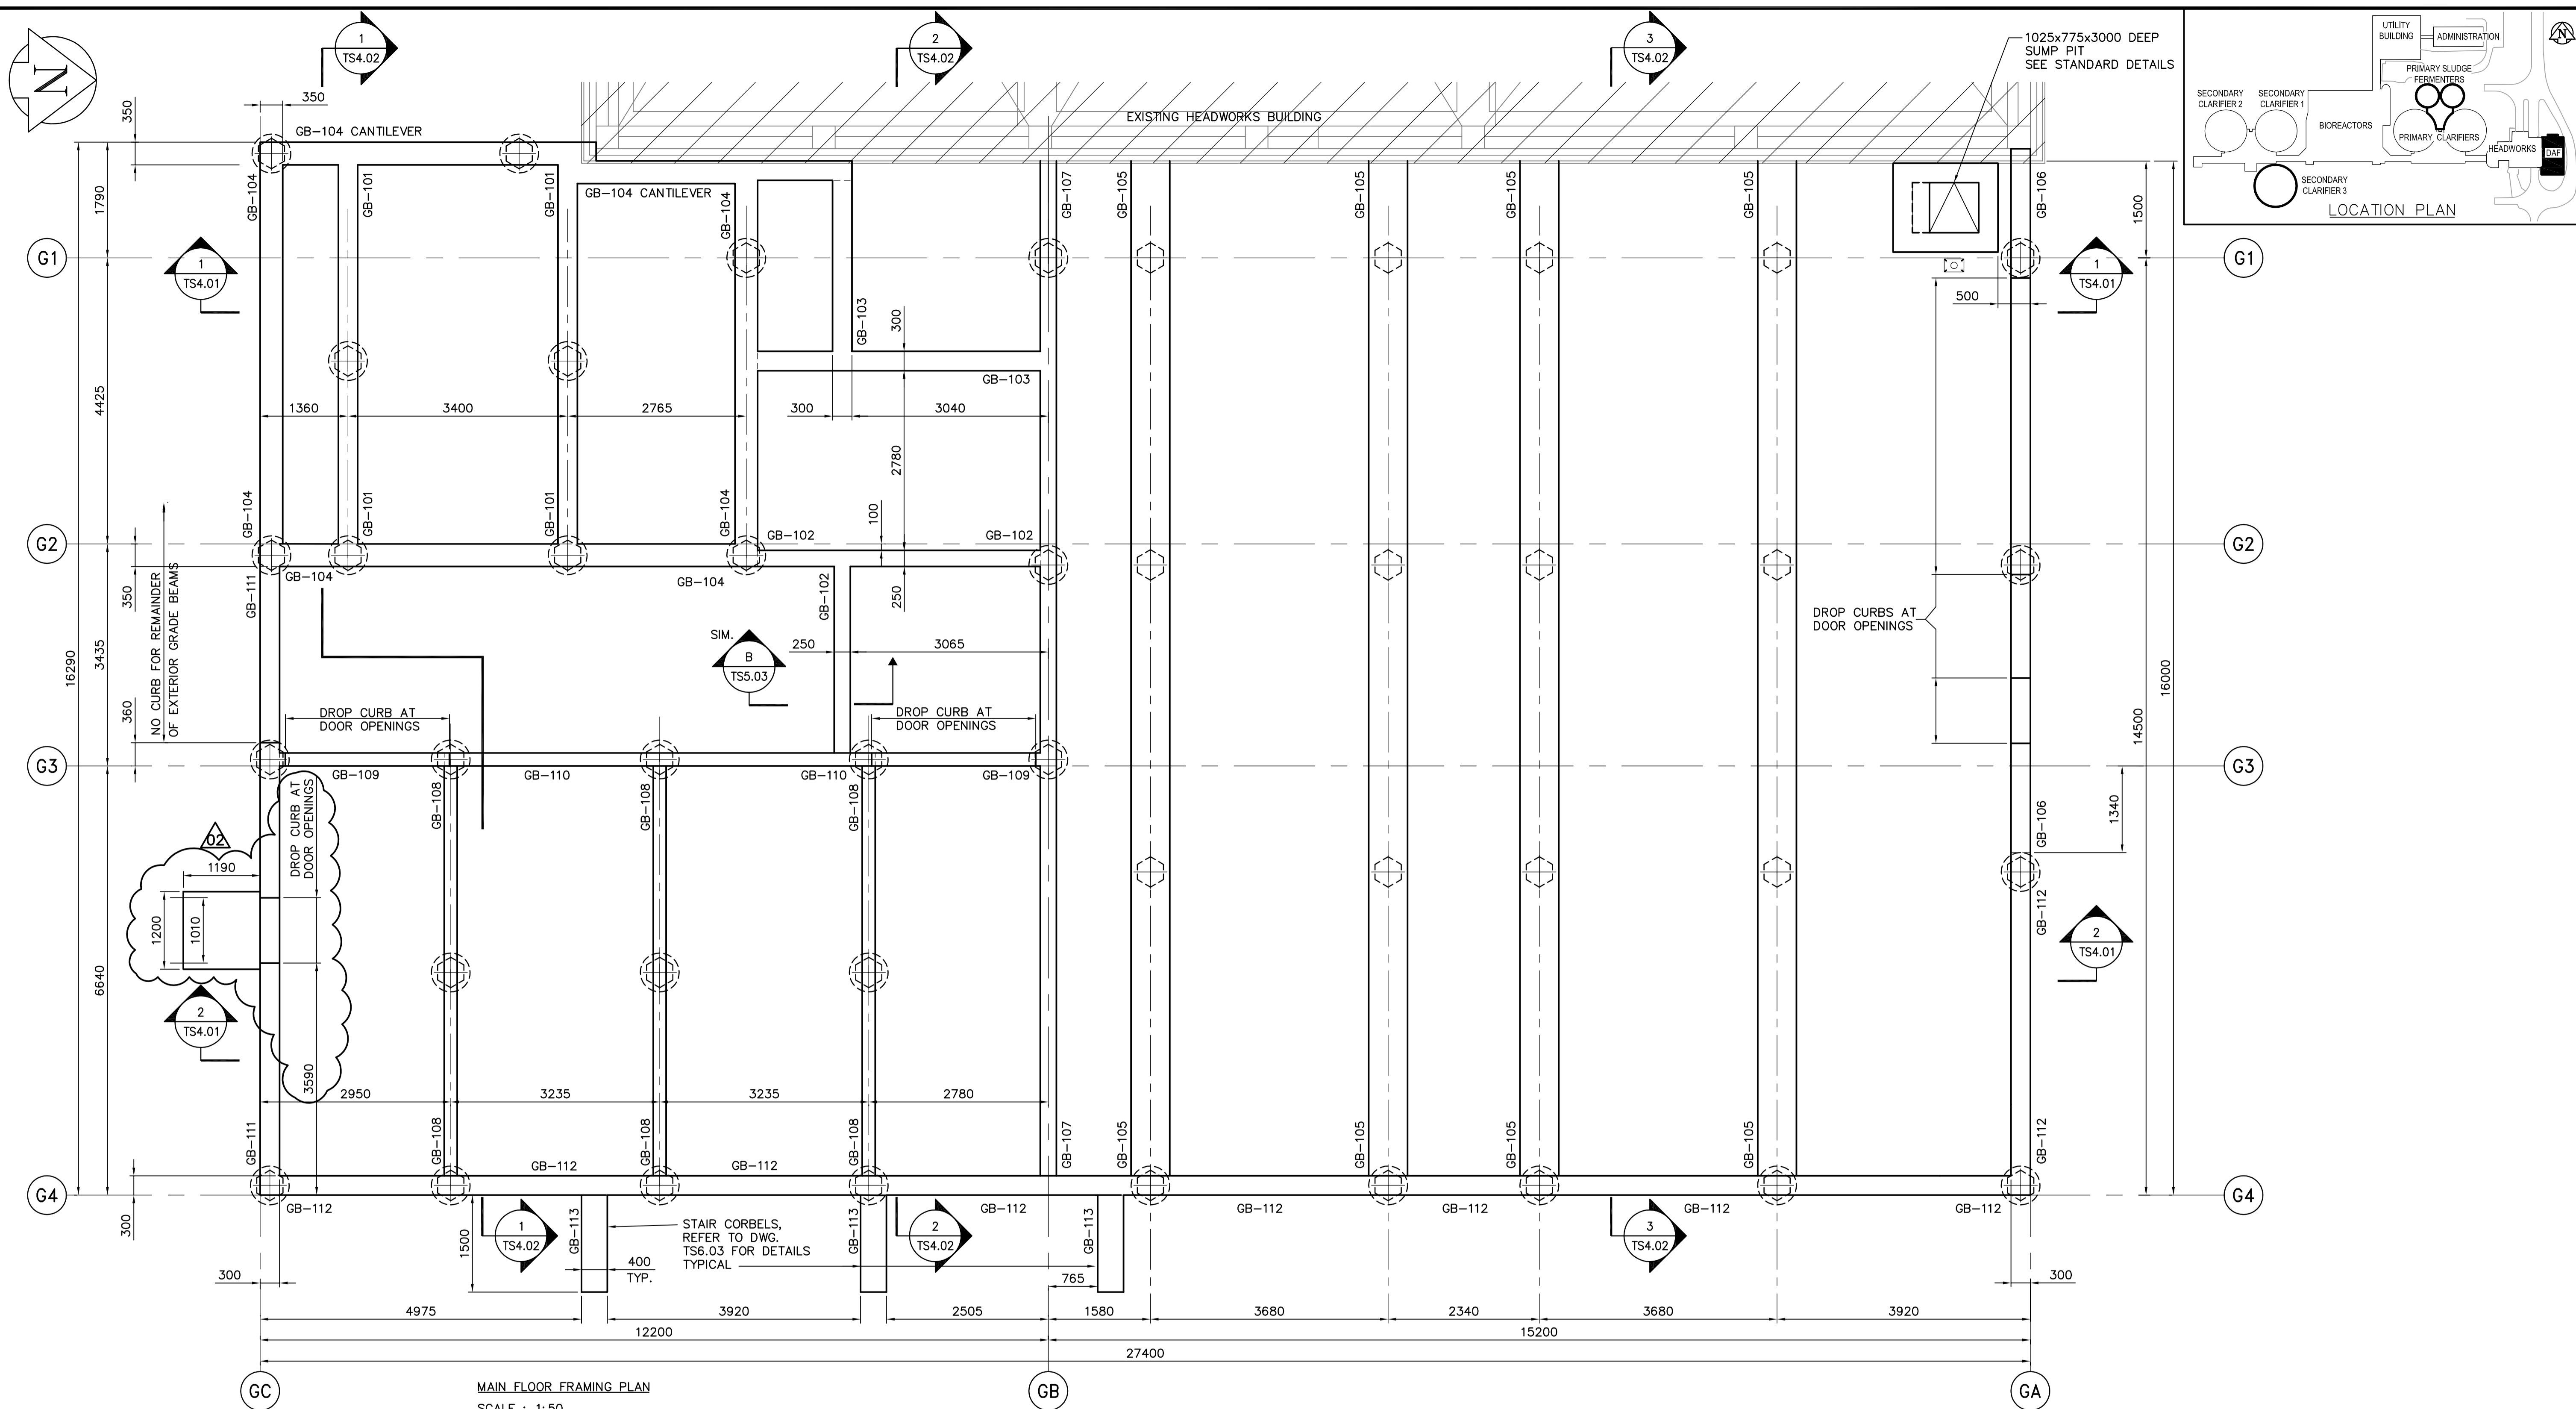 1
TS4.02
2
TS4.02
3
TS4.02
1025x775x3000 DEEP
SUMP PIT
SEE STANDARD DETAILS
N
UTILITY
BUILDING
ADMINISTRATION
N
PRIMARY SLUDGE
FERMENTERS
SECONDARY
CLARIFIER 2
SECONDARY
CLARIFIER 1
BIOREACTORS
PRIMARY CLARIFIERS
HEADWORKS
DAF
SECONDARY
CLARIFIER 3
LOCATION PLAN
350
350
GB-104 CANTILEVER
EXISTING HEADWORKS BUILDING
1790
GB-104
GB-101
GB-101
GB-104 CANTILEVER
GB-104
GB-107
GB-105
GB-105
GB-105
GB-105
GB-106
1500
G1
G1
1
TS4.01
1
TS4.01
500
GB-103
300
GB-103
4425
1360
3400
2765
300
3040
2780
GB-104
GB-101
GB-101
GB-104
100
GB-102
GB-102
G2
G2
350
GB-111
GB-104
GB-104
GB-102
250
NO CURB FOR REMAINDER
OF EXTERIOR GRADE BEAMS
16290
3435
360
SIM.
B
TS5.03
250
3065
DROP CURBS AT
DOOR OPENINGS
16000
14500
DROP CURB AT
DOOR OPENINGS
DROP CURB AT
DOOR OPENINGS
G3
G3
GB-109
GB-110
GB-110
GB-109
GB-108
GB-108
GB-108
DROP CURB AT
DOOR OPENINGS
02
1190
1200
1010
1340
GB-106
GB-112
2
TS4.01
2
TS4.01
6640
3590
2950
3235
3235
2780
GB-111
GB-108
GB-108
GB-108
GB-107
GB-105
GB-105
GB-105
GB-105
GB-112
GB-112
GB-112
G4
G4
300
GB-112
GB-112
GB-112
GB-112
GB-112
GB-112
1500
1
TS4.02
GB-113
STAIR CORBELS,
REFER TO DWG.
TS6.03 FOR DETAILS
TYPICAL
GB-113
2
TS4.02
GB-113
3
TS4.02
300
400
TYP.
765
300
4975
3920
2505
1580
3680
2340
3680
3920
12200
15200
27400
GC
GB
GA
MAIN FLOOR FRAMING PLAN
SCALE : 1:50